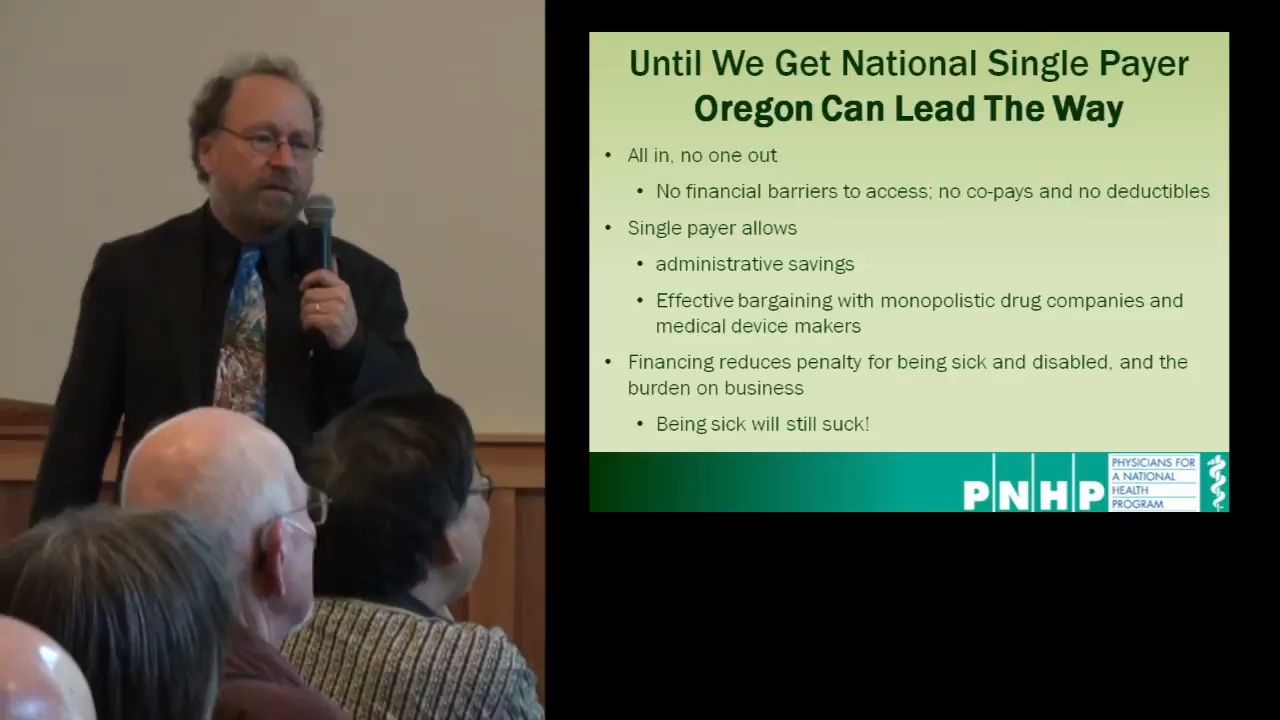 Until We Get National Single Payer
Oregon Can Lead The Way
• All in, no one out
• No financial barriers to access; no co-pays and no deductibles
• Single payer allows
• administrative savings
• Effective bargaining with monopolistic drug companies and
medical device makers
• Financing reduces penalty for being sick and disabled, and the
burden on business
• Being sick will still suck!
PNHP
PHYSICIANS FOR
A NATIONAL
HEALTH
PROGRAM